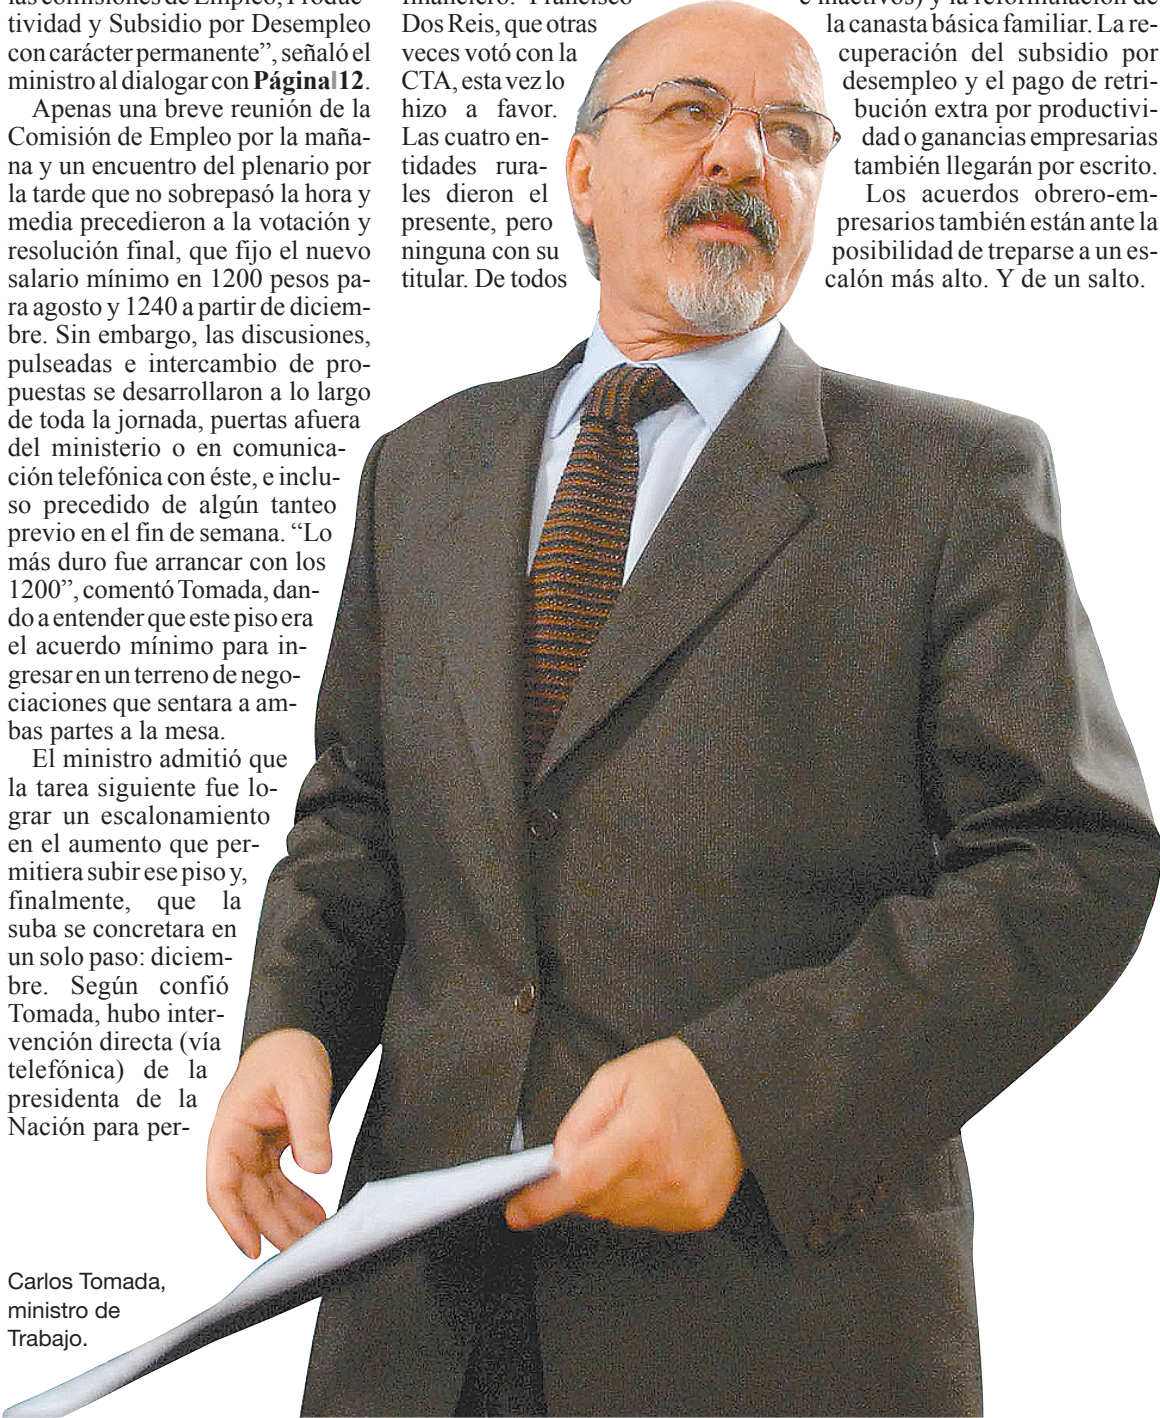 las comisiones de Empleo, Produc-
tividad y Subsidio por Desempleo
con carácter permanente”, señaló el
ministro al dialogar con Página|12.
Apenas una breve reunión de la
Comisión de Empleo por la maña-
na y un encuentro del plenario por
la tarde que no sobrepasó la hora y
media precedieron a la votación y
resolución final, que fijo el nuevo
salario mínimo en 1200 pesos pa-
ra agosto y 1240 a partir de diciem-
bre. Sin embargo, las discusiones,
pulseadas e intercambio de pro-
puestas se desarrollaron a lo largo
de toda la jornada, puertas afuera
del ministerio o en comunica-
ción telefónica con éste, e inclu-
so precedido de algún tanteo
previo en el fin de semana. “Lo
más duro fue arrancar con los
1200”, comentó Tomada, dan-
do a entender que este piso era
el acuerdo mínimo para in-
gresar en un terreno de nego-
ciaciones que sentara a am-
bas partes a la mesa.
El ministro admitió que
la tarea siguiente fue lo-
grar un escalonamiento
en el aumento que per-
mitiera subir ese piso y,
finalmente, que la
suba se concretara en
un solo paso: diciem-
bre. Según confió
Tomada, hubo inter-
vención directa (vía
telefónica) de la
presidenta de la
Nación para per-
financiero. Francisco
Dos Reis, que otras
veces votó con la
CTA, esta vez lo
hizo a favor.
Las cuatro en-
tidades rura-
les dieron el
presente, pero
ninguna con su
titular. De todos
e inactivos) y la reformulación de
la canasta básica familiar. La re-
cuperación del subsidio por
desempleo y el pago de retri-
bución extra por productivi-
dad o ganancias empresarias
también llegarán por escrito.
Los acuerdos obrero-em-
presarios también están ante la
posibilidad de treparse a un es-
calón más alto. Y de un salto.
Carlos Tomada,
ministro de
Trabajo.